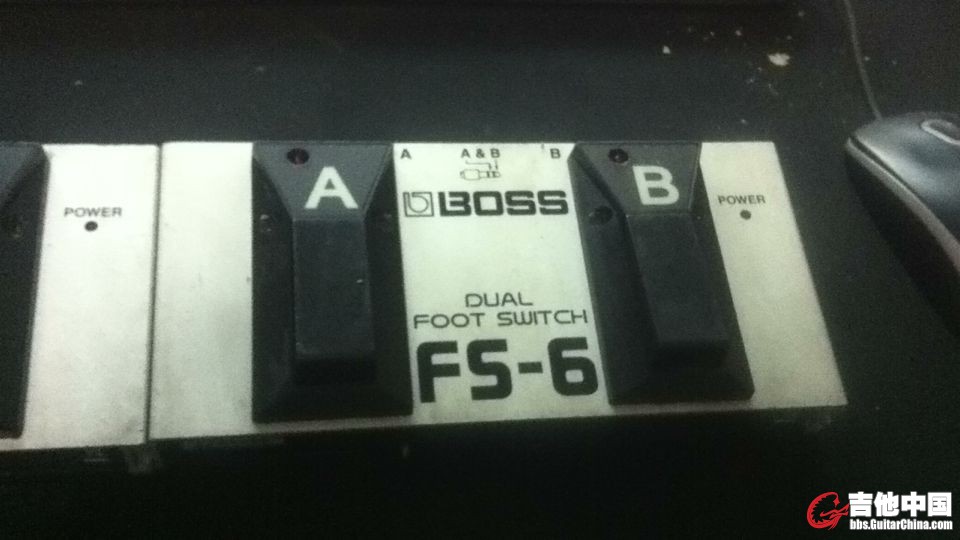 POWER
A
A
A & B
B
B
BOSS
POWER
DUAL
FOOT SWITCH
FS-6
吉他中国
bbs.GuitarChina.com